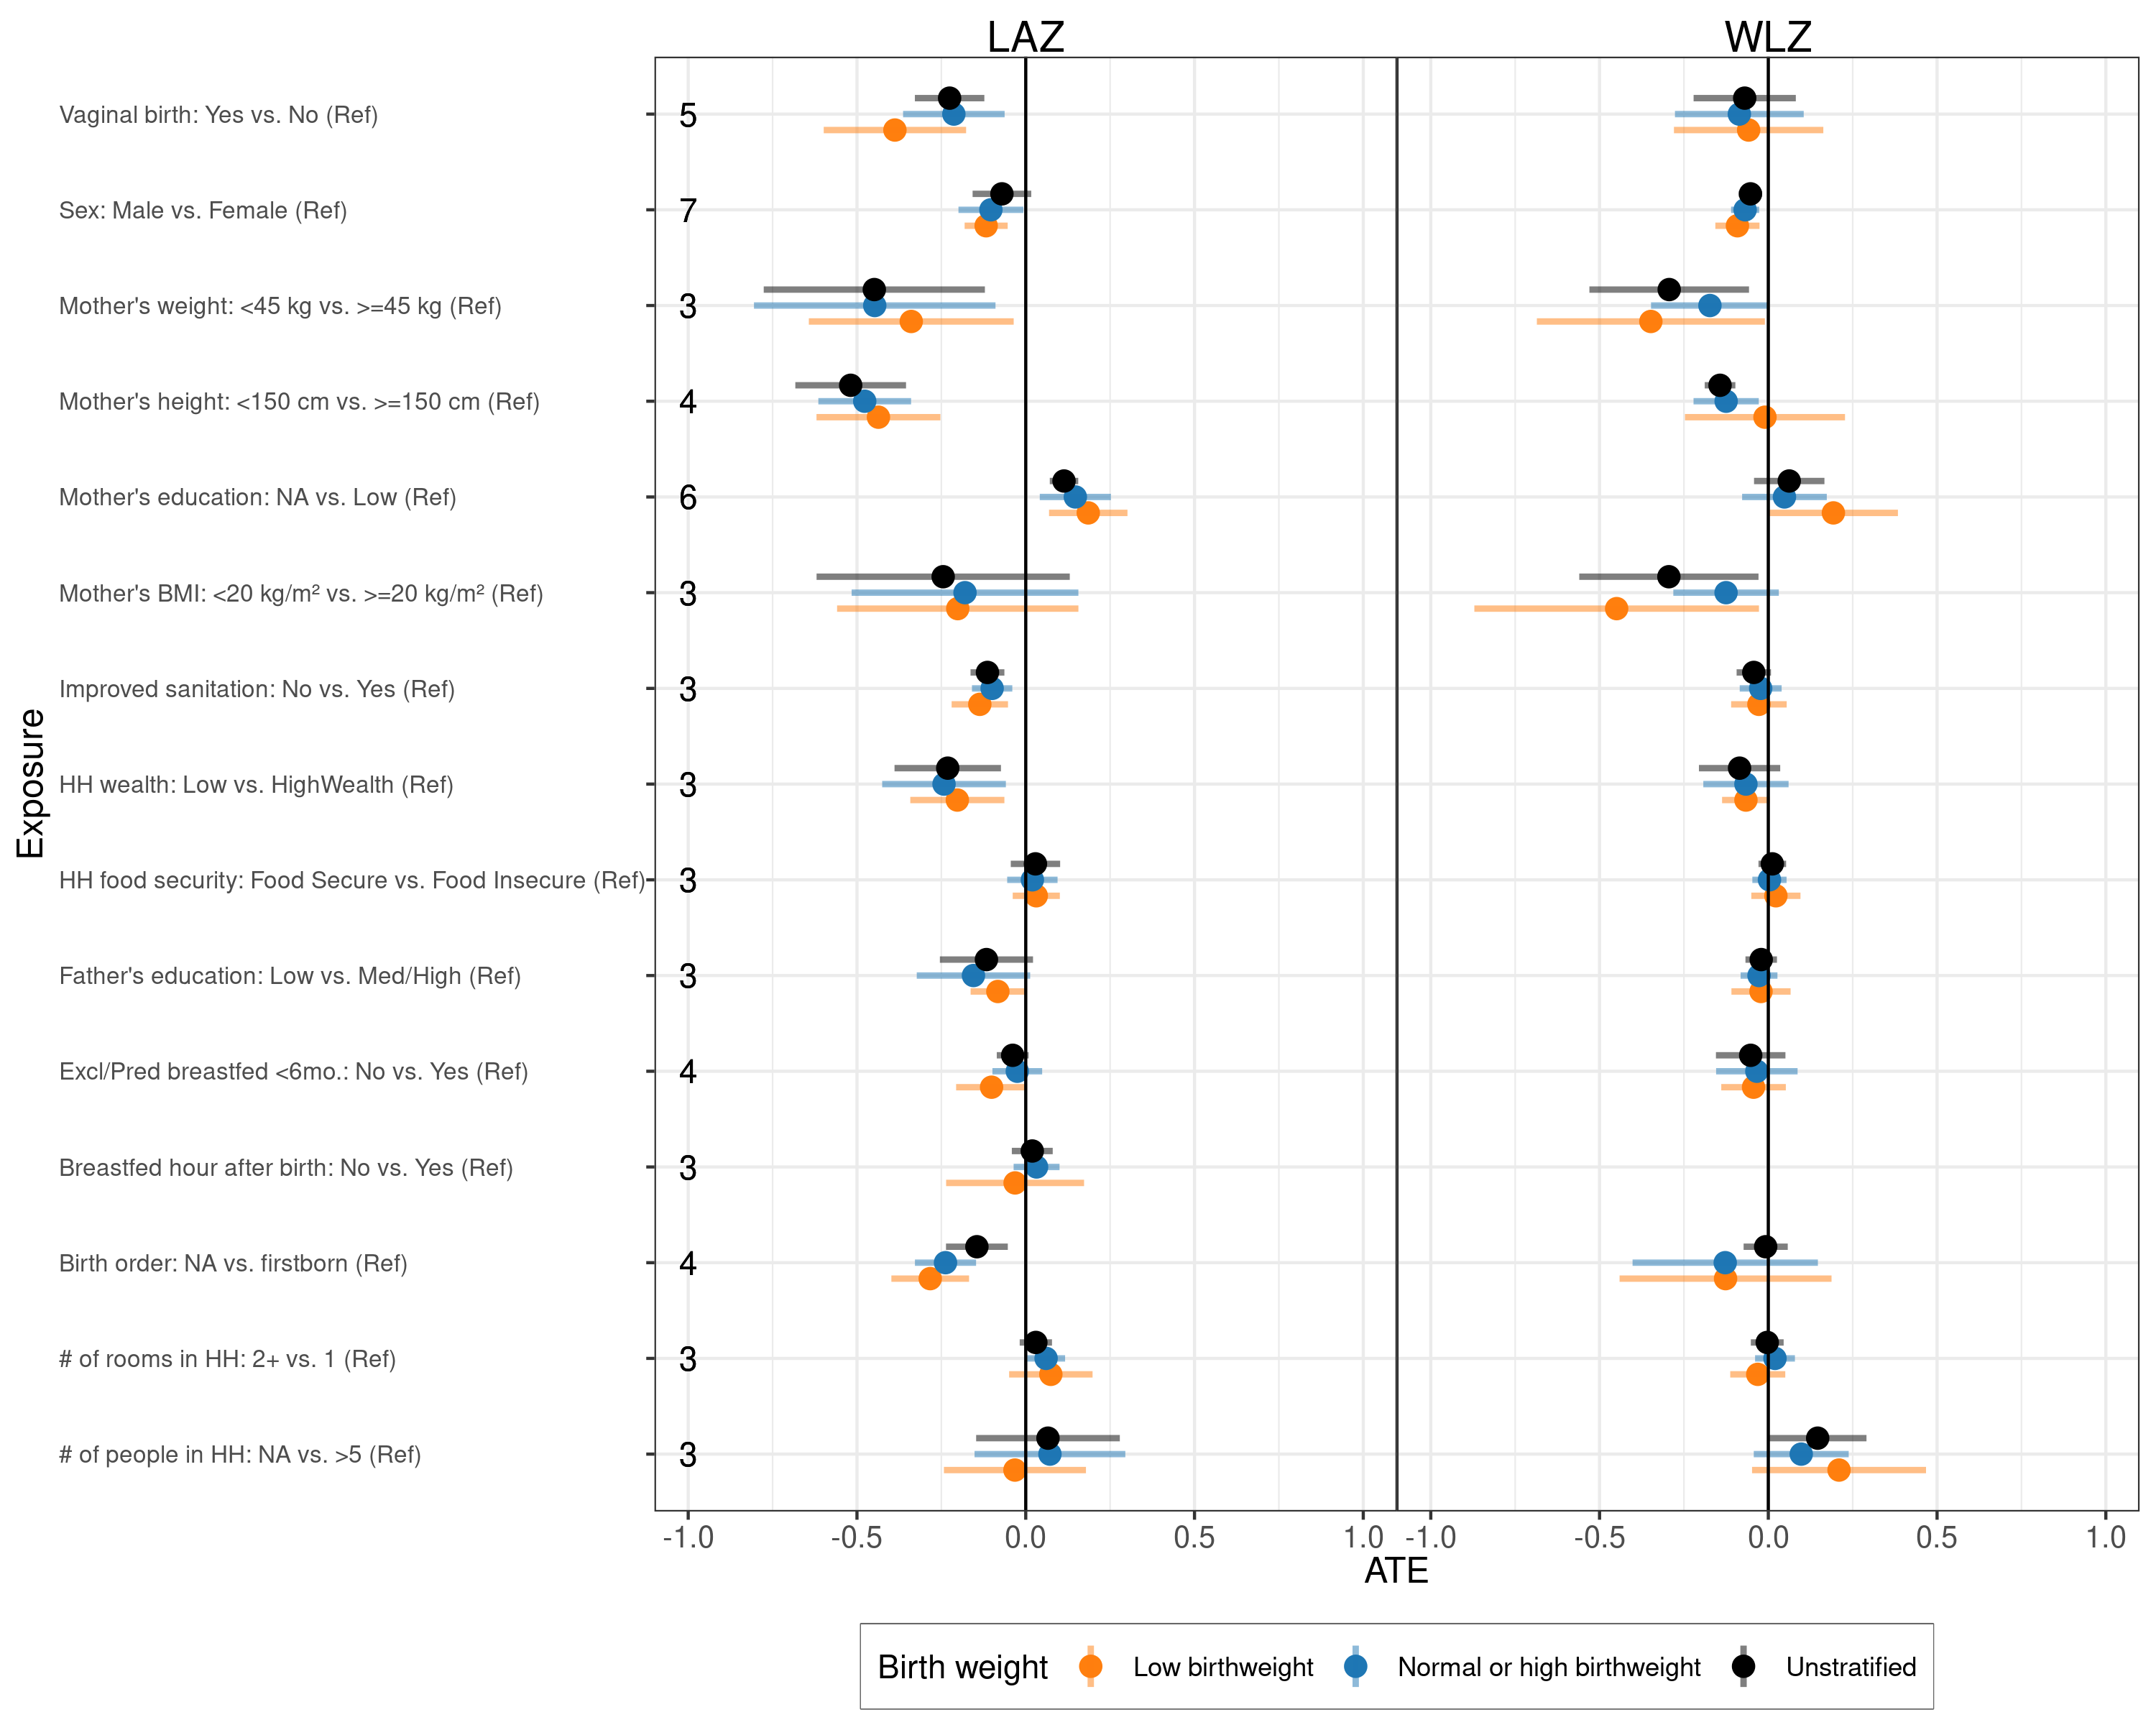 LAZ WLZ
Vaginal birth: Yes vs. No (Ref) 5
Sex: Male vs. Female (Ref) 7
Mother's weight: <45 kg vs. >=45 kg (Ref) 3
Mother's height: <150 cm vs. >=150 cm (Ref) 4
Mother's education: NA vs. Low (Ref) 6
Mother's BMI: <20 kg/m² vs. >=20 kg/m² (Ref) 3
Improved sanitation: No vs. Yes (Ref) 3
HH wealth: Low vs. HighWealth (Ref) 3
HH food security: Food Secure vs. Food Insecure (Ref) 3
Father's education: Low vs. Med/High (Ref) 3
Excl/Pred breastfed <6mo.: No vs. Yes (Ref) 4
Breastfed hour after birth: No vs. Yes (Ref) 3
Birth order: NA vs. firstborn (Ref) 4
# of rooms in HH: 2+ vs. 1 (Ref) 3
# of people in HH: NA vs. >5 (Ref) 3
Exposure
-1.0 -0.5 0.0 0.5 1.0 -1.0 -0.5 0.0 0.5 1.0
ATE
Birth weight Low birthweight Normal or high birthweight Unstratified